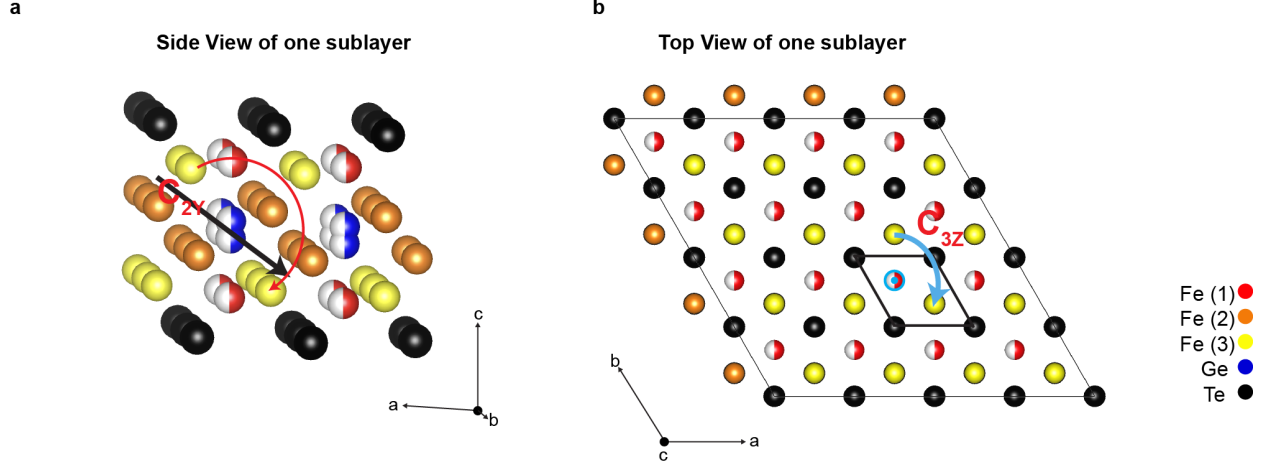 a
b
Side View of one sublayer
Top View of one sublayer
C2Y
C3Z
c
a
b
b
a
c
Fe (1)
Fe (2)
Fe (3)
Ge
Te